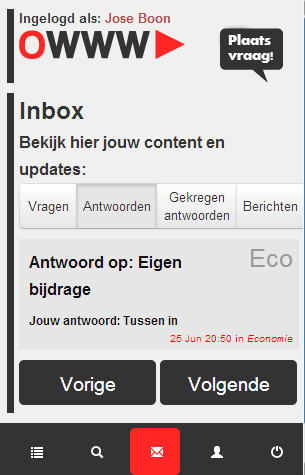 Ingelogd als: Jose Boon
OWWW
Plaats
vraag!
Inbox
Bekijk hier jouw content en
updates:
Vragen
Antwoorden
Gekregen
antwoorden
Berichten
Antwoord op: Eigen
bijdrage
Eco
Jouw antwoord: Tussen in
25 Jun 20:50 in Economie
Vorige
Volgende